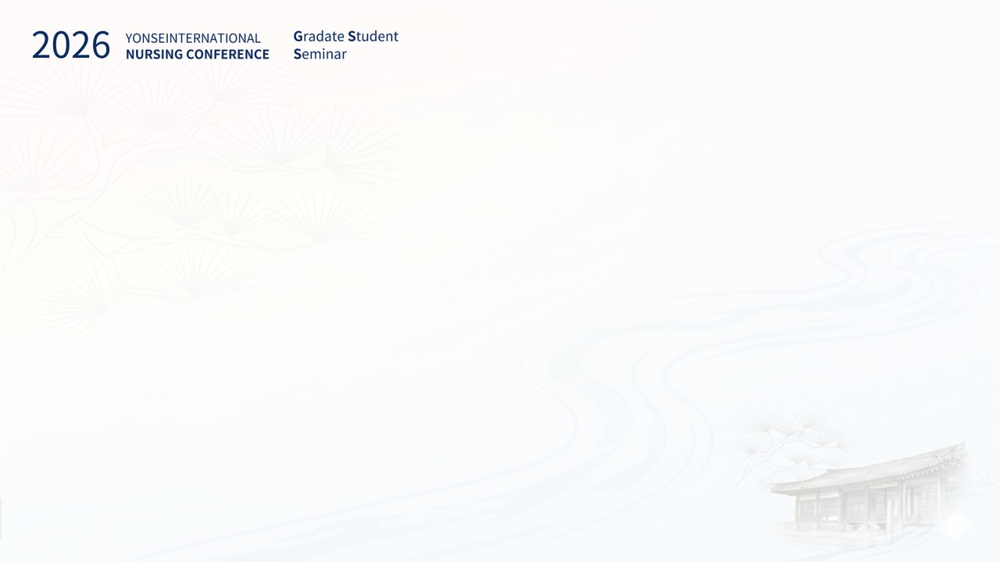 2026
YONSEINTERNATIONAL
NURSING CONFERENCE
Gradate Student
Seminar